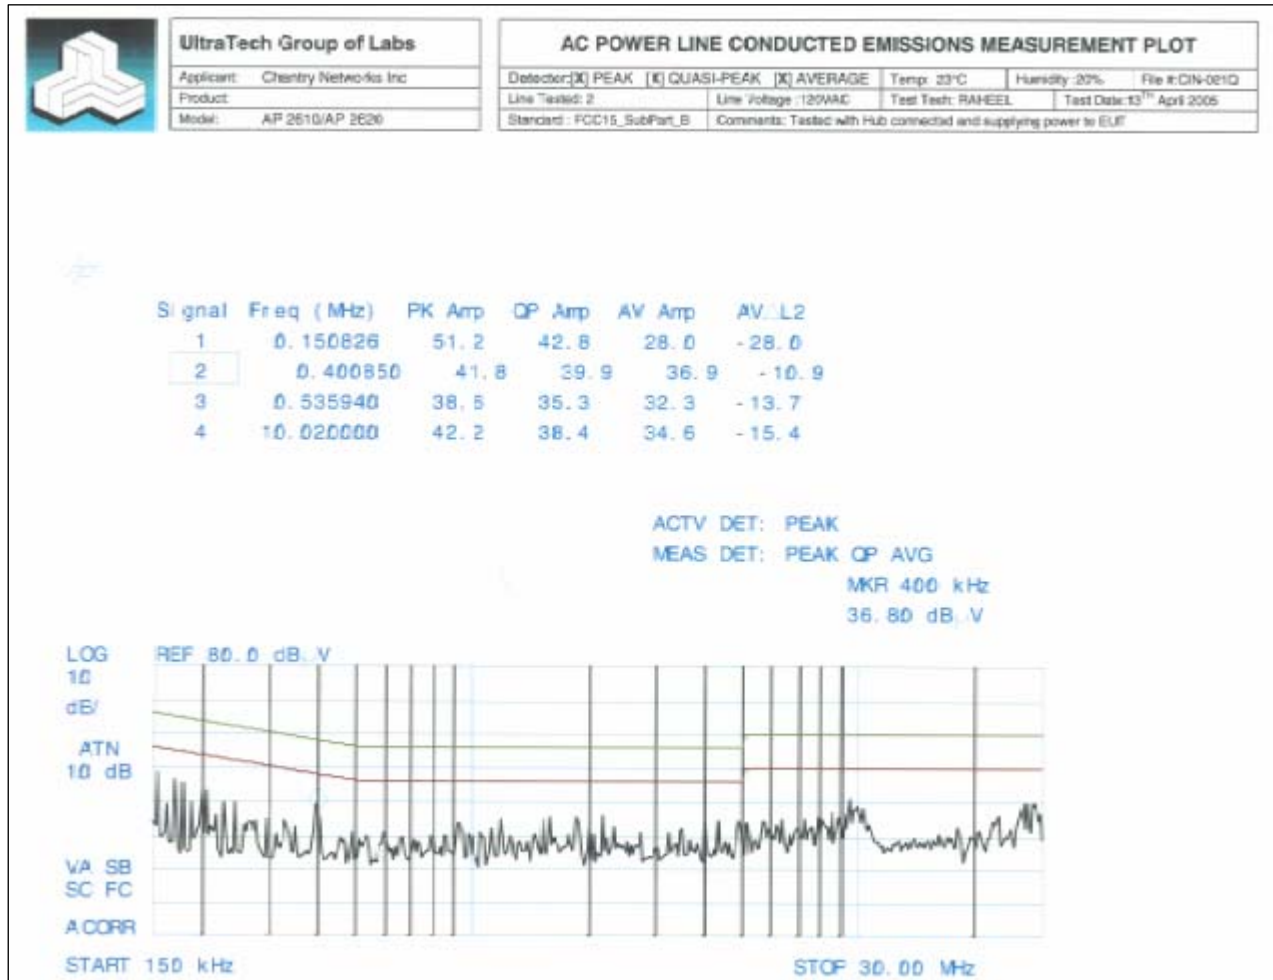 UltraTech Group of Labs
Applicant: Chantry Networks Inc
Product:
Model: AP 2610/AP 2620
AC POWER LINE CONDUCTED EMISSIONS MEASUREMENT PLOT
Detector:[X] PEAK [X] QUASI-PEAK [X] AVERAGE Temp: 23°C Humidity :20% File #:CIN-021Q
Line Tested: 2 Line Voltage :120VAC Test Tech: RAHEEL Test Date:13TH April 2005
Standard : FCC15_SubPart_B Comments: Tested with Hub connected and supplying power to EUT
Signal Freq (MHz) PK Amp QP Amp AV Amp AV L2
1 0.150826 51.2 42.8 28.0 -28.0
2 0.400850 41.8 39.9 36.9 -10.9
3 0.535940 38.5 35.3 32.3 -13.7
4 10.020000 42.2 38.4 34.6 -15.4
ACTV DET: PEAK
MEAS DET: PEAK QP AVG
MKR 400 kHz
36.80 dB V
LOG REF 80.0 dB V
10
dB/
ATN
10 dB
VA SB
SC FC
ACORR
START 150 kHz STOP 30.00 MHz